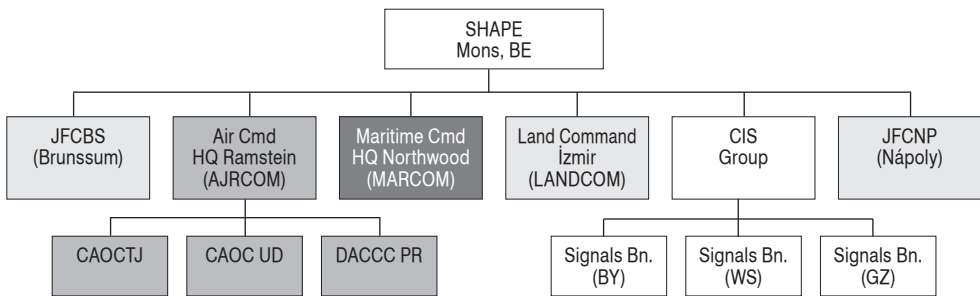 SHAPE
Mons, BE
JFCBS
(Brunssum)
Air Cmd
HQ Ramstein
(AJRCOM)
Maritime Cmd
HQ Northwood
(MARCOM)
Land Command
İzmir
(LANDCOM)
CIS
Group
JFCNP
(Nápoly)
CAOCTJ
CAOC UD
DACCC PR
Signals Bn.
(BY)
Signals Bn.
(WS)
Signals Bn.
(GZ)